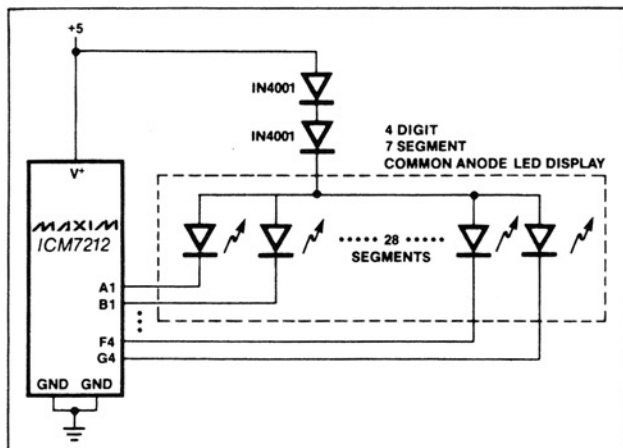 +5
IN4001
IN4001
4 DIGIT
7 SEGMENT
COMMON ANODE LED DISPLAY
V+
MAXIM
ICM7212
28
SEGMENTS
A1
B1
F4
G4
GND GND